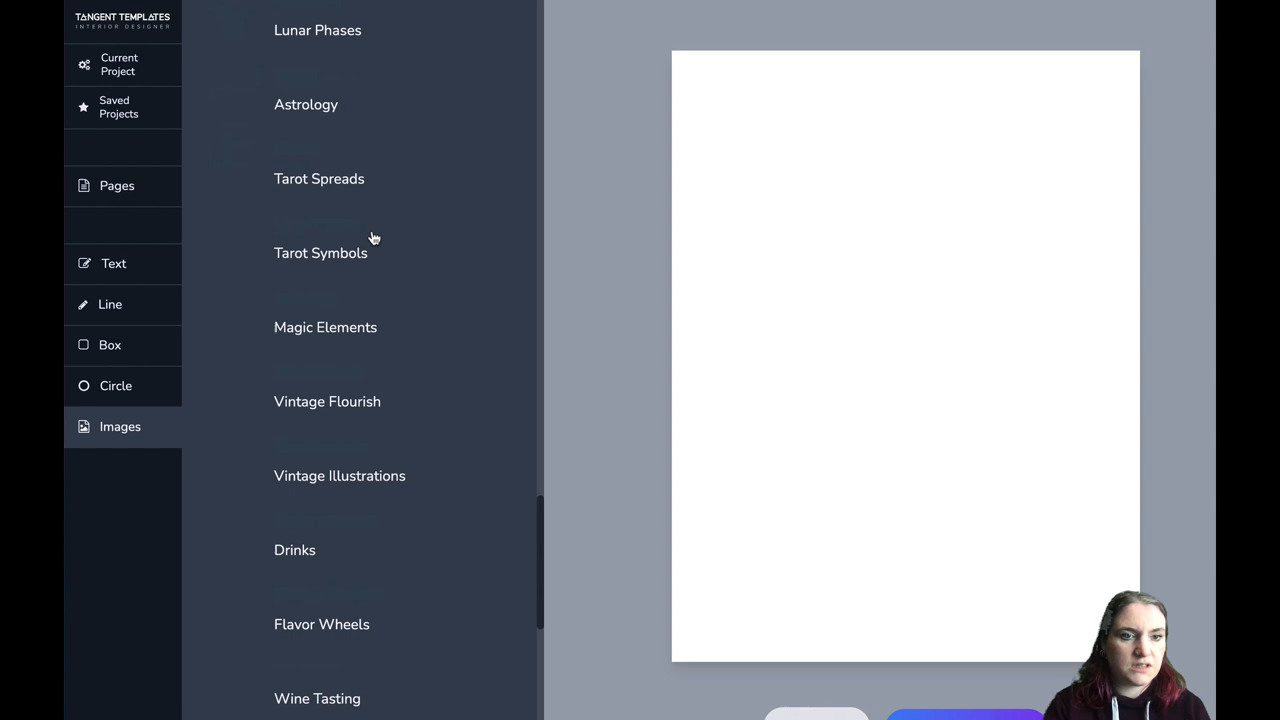 TANGENT TEMPLATES
INTERIOR DESIGNER
Current
Project
Saved
Projects
Pages
Text
Line
Box
Circle
Images
Lunar Phases
Astrology
Tarot Spreads
Tarot Symbols
Magic Elements
Vintage Flourish
Vintage Illustrations
Drinks
Flavor Wheels
Wine Tasting